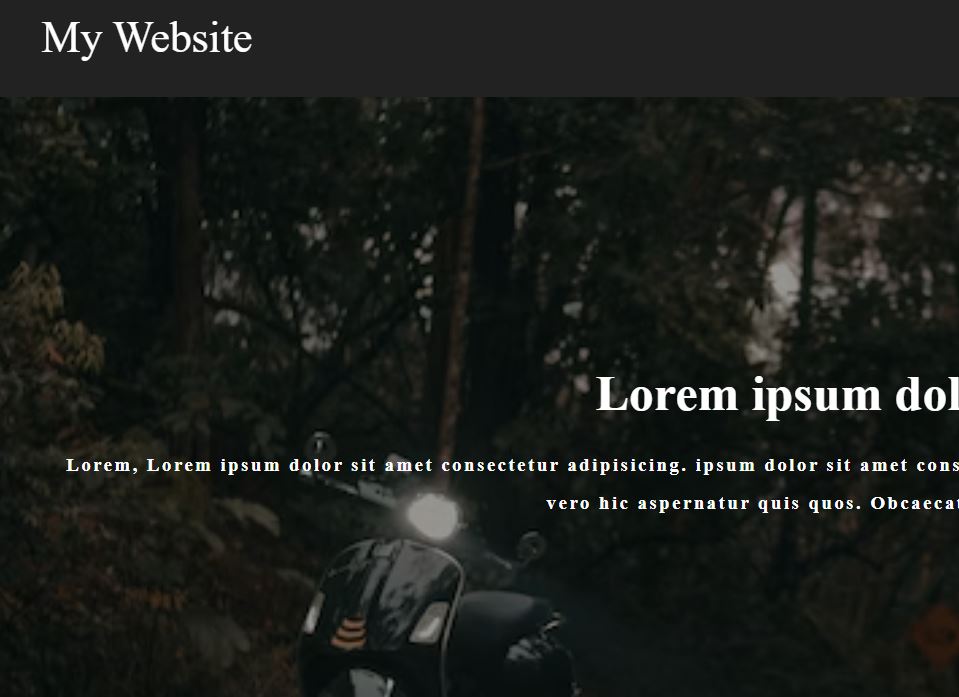 My Website
Lorem ipsum dol
Lorem, Lorem ipsum dolor sit amet consectetur adipisicing. ipsum dolor sit amet cons
vero hic aspernatur quis quos. Obcaecat